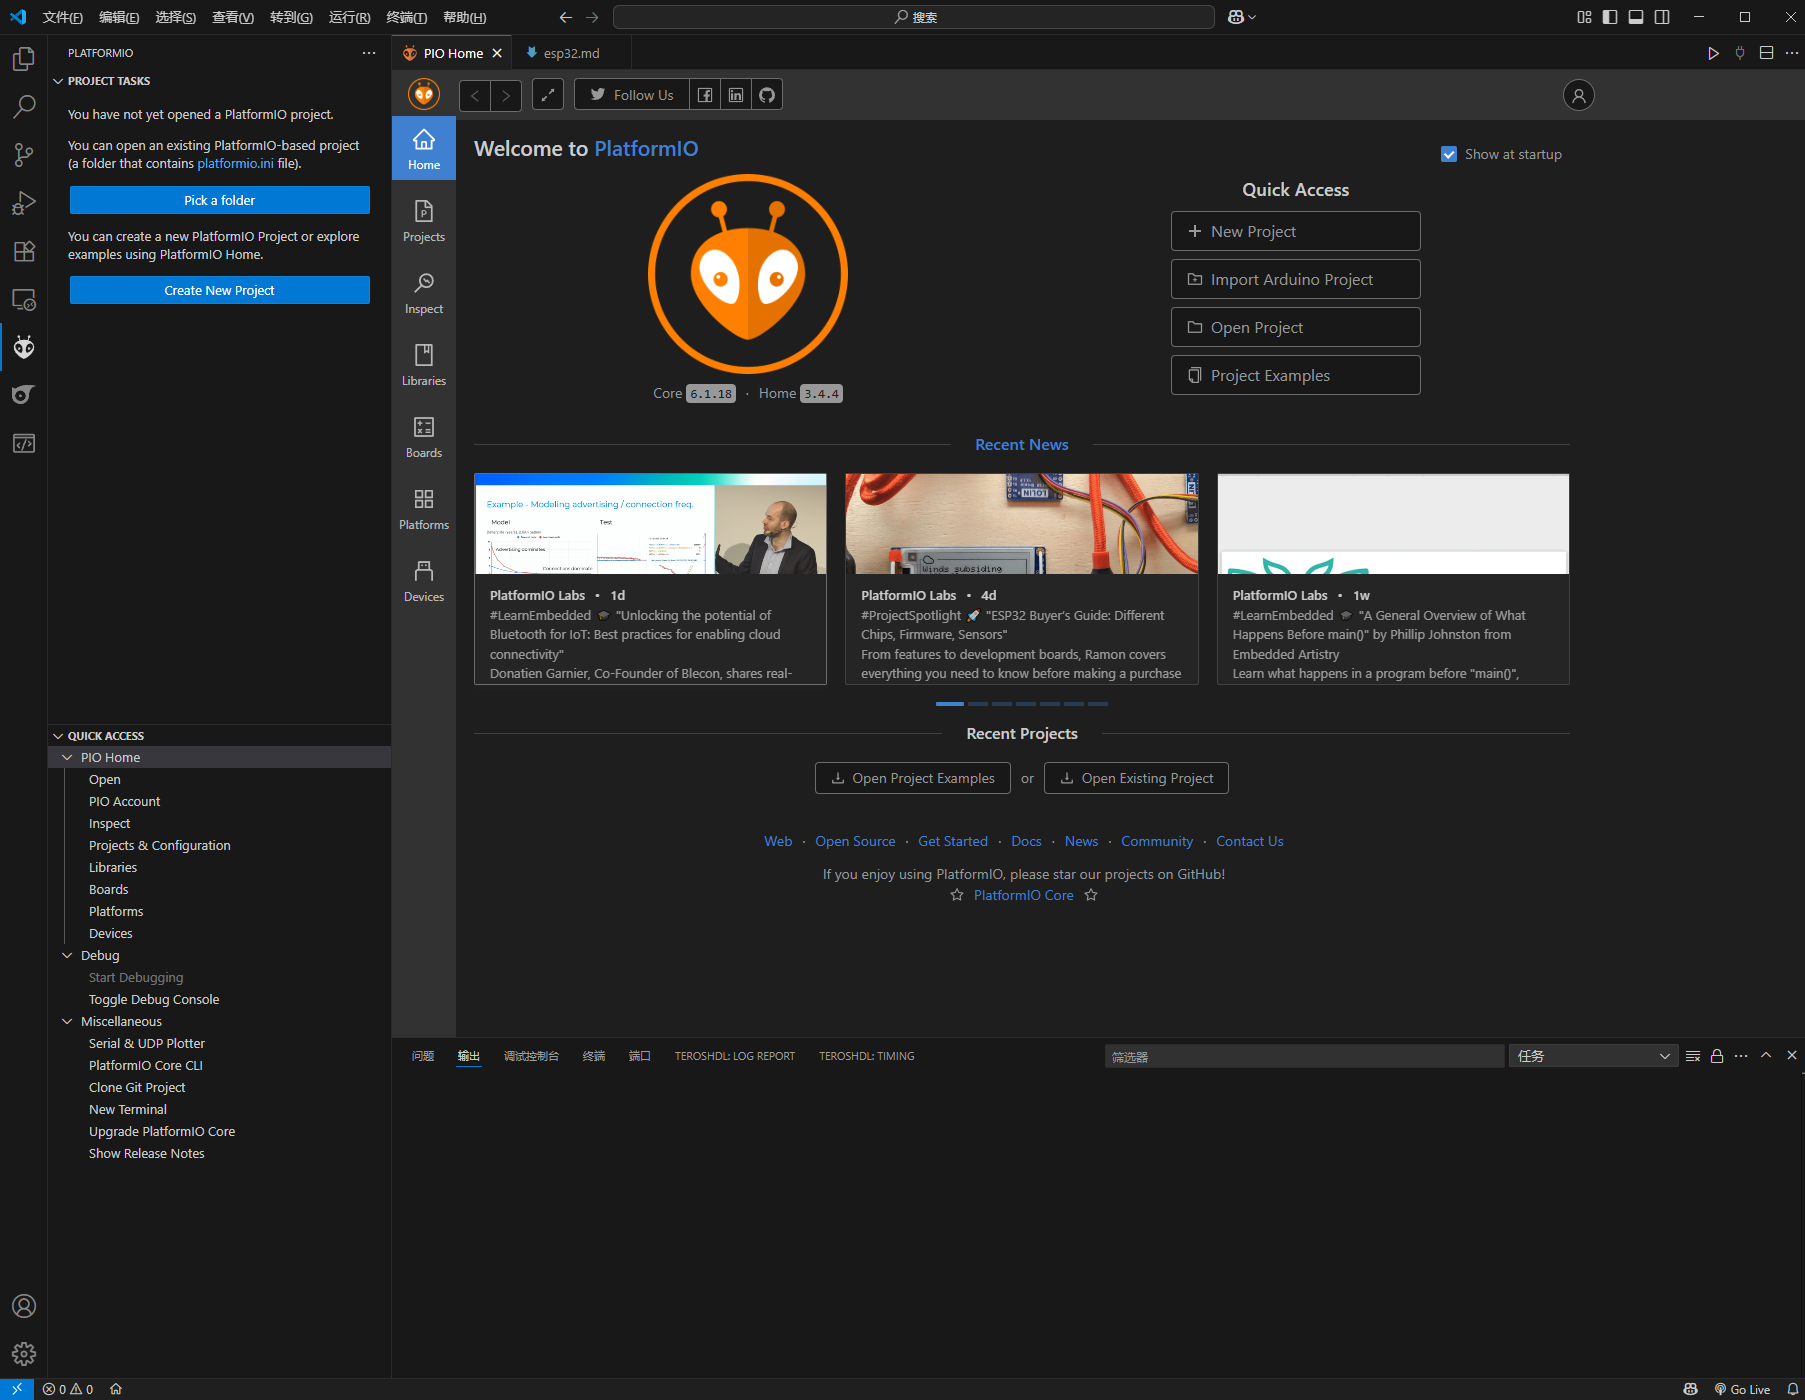 文件(F) 编辑(E) 选择(S) 查看(V) 转到(G) 运行(R) 终端(T) 帮助(H) 搜索
PLATFORMIO
PROJECT TASKS
You have not yet opened a PlatformIO project.
You can open an existing PlatformIO-based project
(a folder that contains platformio.ini file).
Pick a folder
You can create a new PlatformIO Project or explore
examples using PlatformIO Home.
Create New Project
QUICK ACCESS
PIO Home
Open
PIO Account
Inspect
Projects & Configuration
Libraries
Boards
Platforms
Devices
Debug
Start Debugging
Toggle Debug Console
Miscellaneous
Serial & UDP Plotter
PlatformIO Core CLI
Clone Git Project
New Terminal
Upgrade PlatformIO Core
Show Release Notes
PIO Home esp32.md
Follow Us
Home
Projects
Inspect
Libraries
Boards
Platforms
Devices
Welcome to PlatformIO
Show at startup
Core 6.1.18 · Home 3.4.4
Quick Access
New Project
Import Arduino Project
Open Project
Project Examples
Recent News
Example - Modeling advertising / connection freq.
Model Test
Advertising dominates
Connections dominate
PlatformIO Labs • 1d
#LearnEmbedded 🎓 "Unlocking the potential of
Bluetooth for IoT: Best practices for enabling cloud
connectivity"
Donatien Garnier, Co-Founder of Blecon, shares real-
LOLIN
Winds subsiding
PlatformIO Labs • 4d
#ProjectSpotlight 🚀 "ESP32 Buyer's Guide: Different
Chips, Firmware, Sensors"
From features to development boards, Ramon covers
everything you need to know before making a purchase
PlatformIO Labs • 1w
#LearnEmbedded 🎓 "A General Overview of What
Happens Before main()" by Phillip Johnston from
Embedded Artistry
Learn what happens in a program before "main()",
Recent Projects
Open Project Examples or Open Existing Project
Web · Open Source · Get Started · Docs · News · Community · Contact Us
If you enjoy using PlatformIO, please star our projects on GitHub!
PlatformIO Core
问题 输出 调试控制台 终端 端口 TEROSHDL: LOG REPORT TEROSHDL: TIMING 筛选器 任务
0 0 Go Live